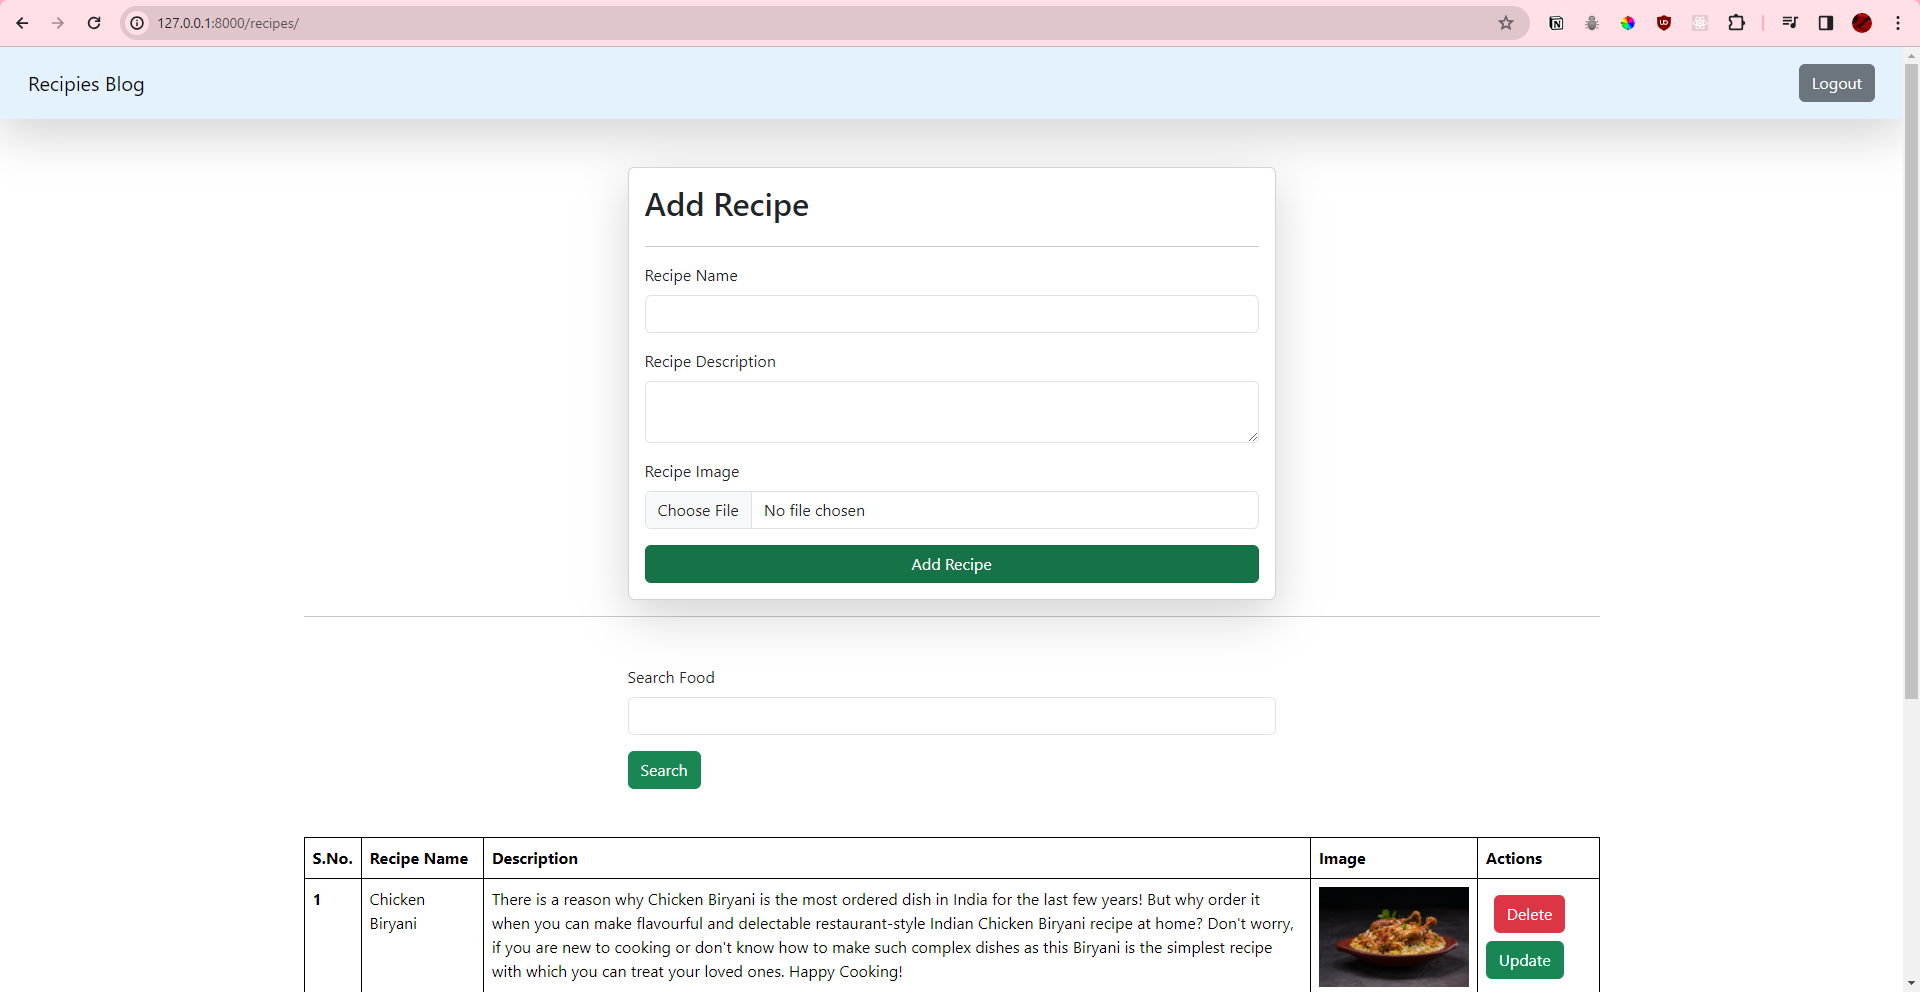 127.0.0.1:8000/recipes/
Recipies Blog
Logout
Add Recipe
Recipe Name
Recipe Description
Recipe Image
Choose File No file chosen
Add Recipe
Search Food
Search
S.No. Recipe Name Description Image Actions
1 Chicken Biryani
There is a reason why Chicken Biryani is the most ordered dish in India for the last few years! But why order it
when you can make flavourful and delectable restaurant-style Indian Chicken Biryani recipe at home? Don't worry,
if you are new to cooking or don't know how to make such complex dishes as this Biryani is the simplest recipe
with which you can treat your loved ones. Happy Cooking!
Delete
Update